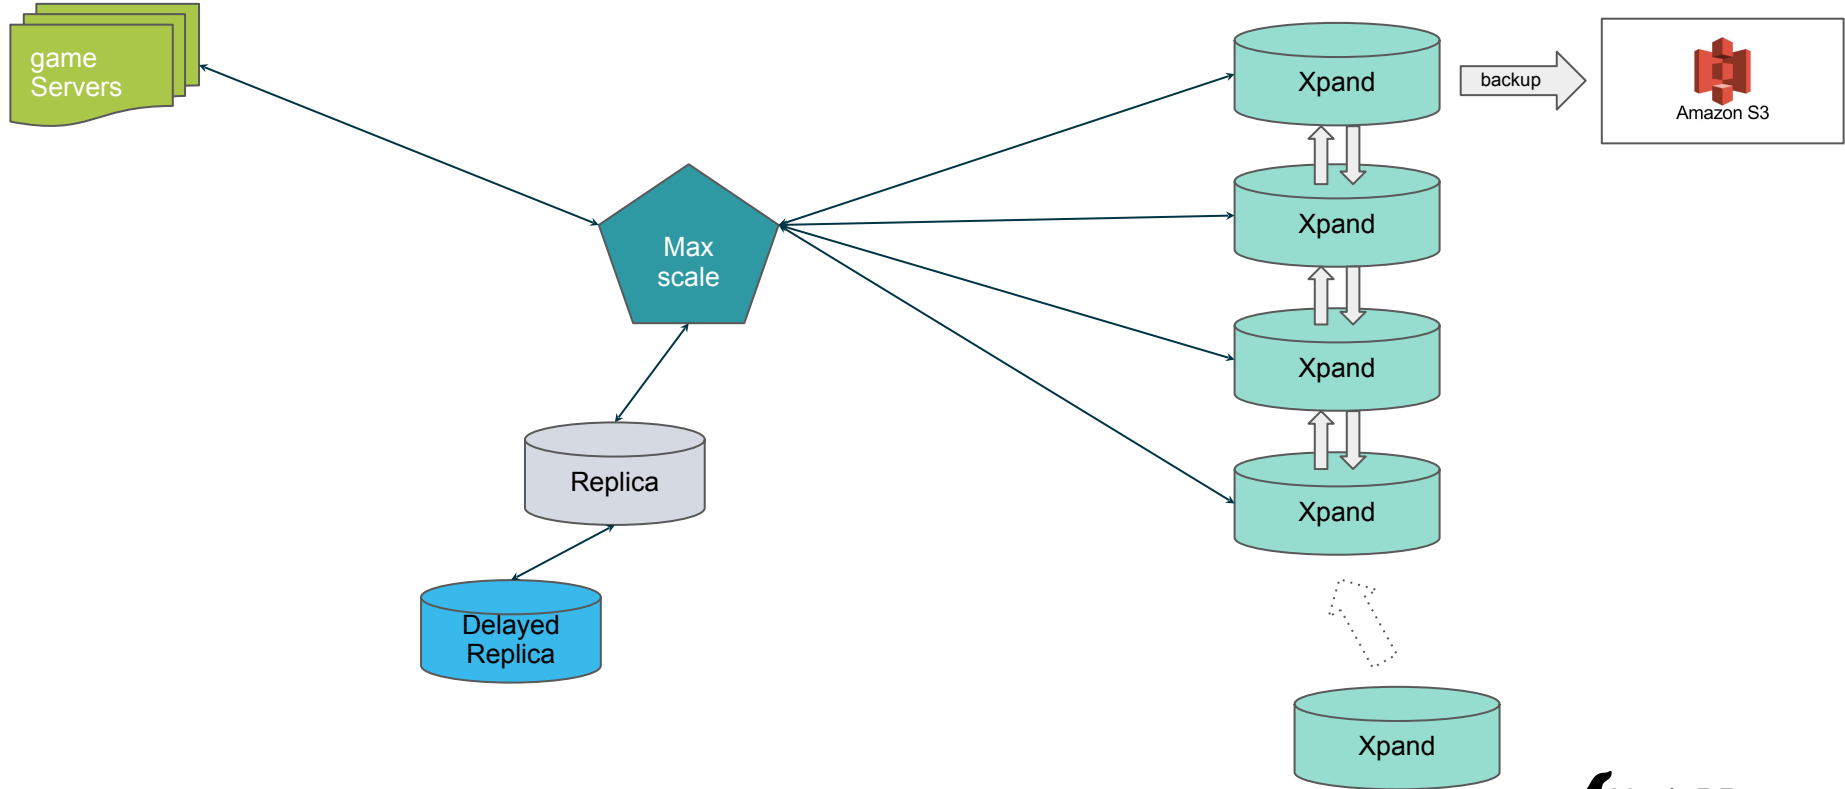 game
Servers
Max
scale
Replica
Delayed
Replica
Xpand
backup
Amazon S3
Xpand
Xpand
Xpand
Xpand